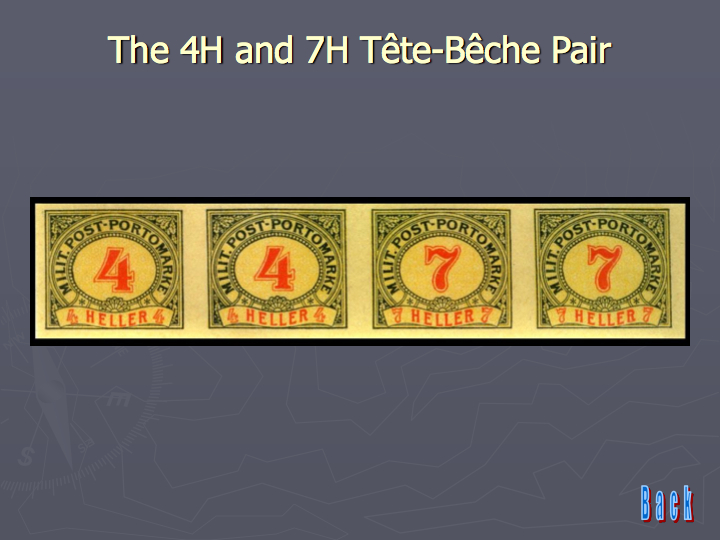 The 4H and 7H Tête-Bêche Pair
MILIT. POST-PORTOMARKE
4
4 HELLER 4
MILIT. POST-PORTOMARKE
4
4 HELLER 4
MILIT. POST-PORTOMARKE
7
7 HELLER 7
MILIT. POST-PORTOMARKE
7
7 HELLER 7
m
S
Back